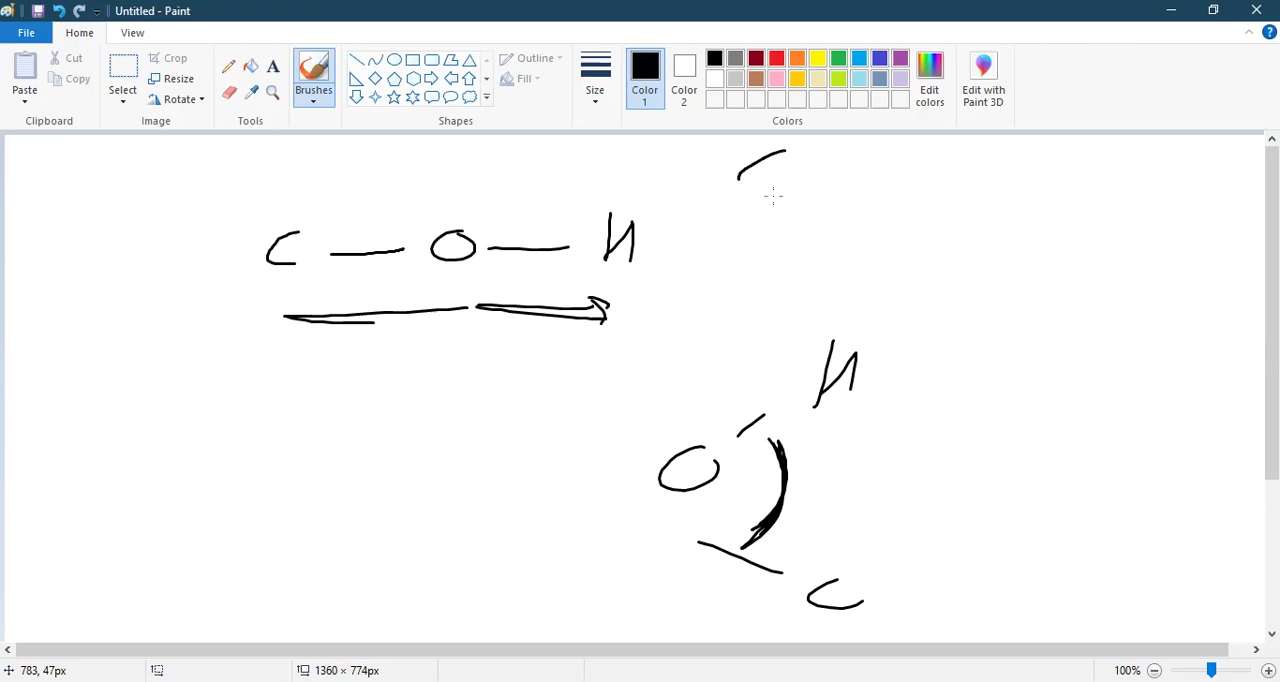 Untitled - Paint
File Home View
Paste Cut Copy
Clipboard
Select Crop Resize Rotate
Image
A
Tools
Brushes
Outline Fill
Shapes
Size
Color 1
Color 2
Edit colors
Colors
Edit with Paint 3D
C — O — H
H
O
C
783, 47px
1360 × 774px
100%